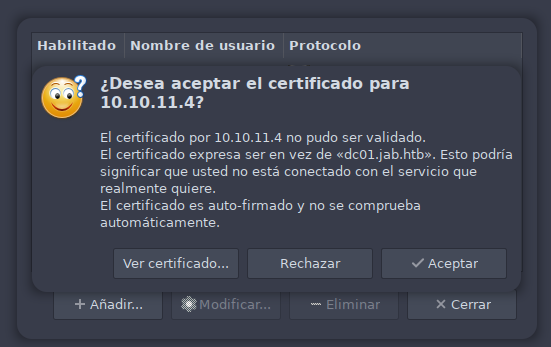 Habilitado Nombre de usuario Protocolo
¿Desea aceptar el certificado para
10.10.11.4?
El certificado por 10.10.11.4 no pudo ser validado.
El certificado expresa ser en vez de «dc01.jab.htb». Esto podría
significar que usted no está conectado con el servicio que
realmente quiere.
El certificado es auto-firmado y no se comprueba
automáticamente.
Ver certificado... Rechazar Aceptar
Añadir... Modificar... Eliminar Cerrar